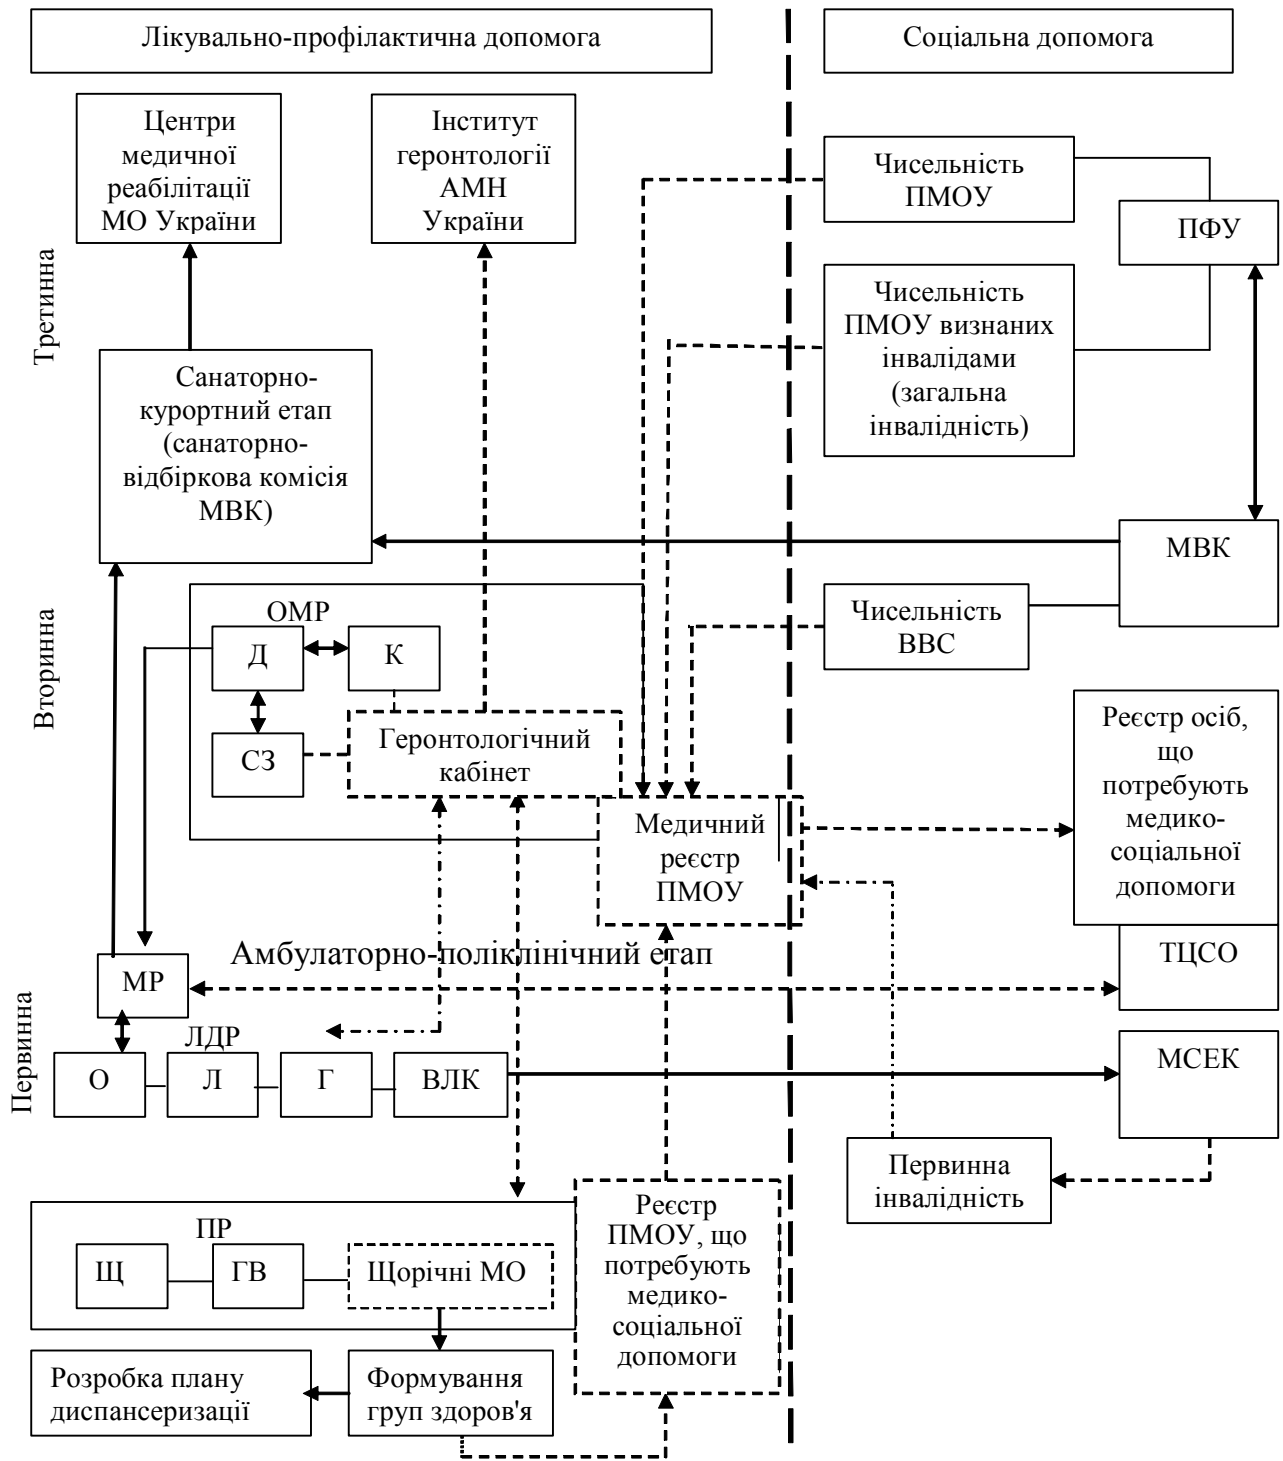 Лікувально-профілактична допомога
Соціальна допомога
Центри
медичної
реабілітації
МО України
Інститут
геронтології
АМН
України
Чисельність
ПМОУ
ПФУ
Третинна
Чисельність
ПМОУ визнаних
інвалідами
(загальна
інвалідність)
Санаторно-
курортний етап
(санаторно-
відбіркова комісія
МВК)
МВК
Вторинна
ОМР
Д
К
Чисельність
ВВС
СЗ
Геронтологічний
кабінет
Реєстр осіб,
що
потребують
медико-
соціальної
допомоги
Медичний
реєстр
ПМОУ
Амбулаторно-поліклінічний етап
МР
ТЦСО
Первинна
ЛДР
О
Л
Г
ВЛК
МСЕК
Первинна
інвалідність
ПР
Щ
ГВ
Щорічні МО
Реєстр
ПМОУ, що
потребують
медико-
соціальної
допомоги
Розробка плану
диспансеризації
Формування
груп здоров'я